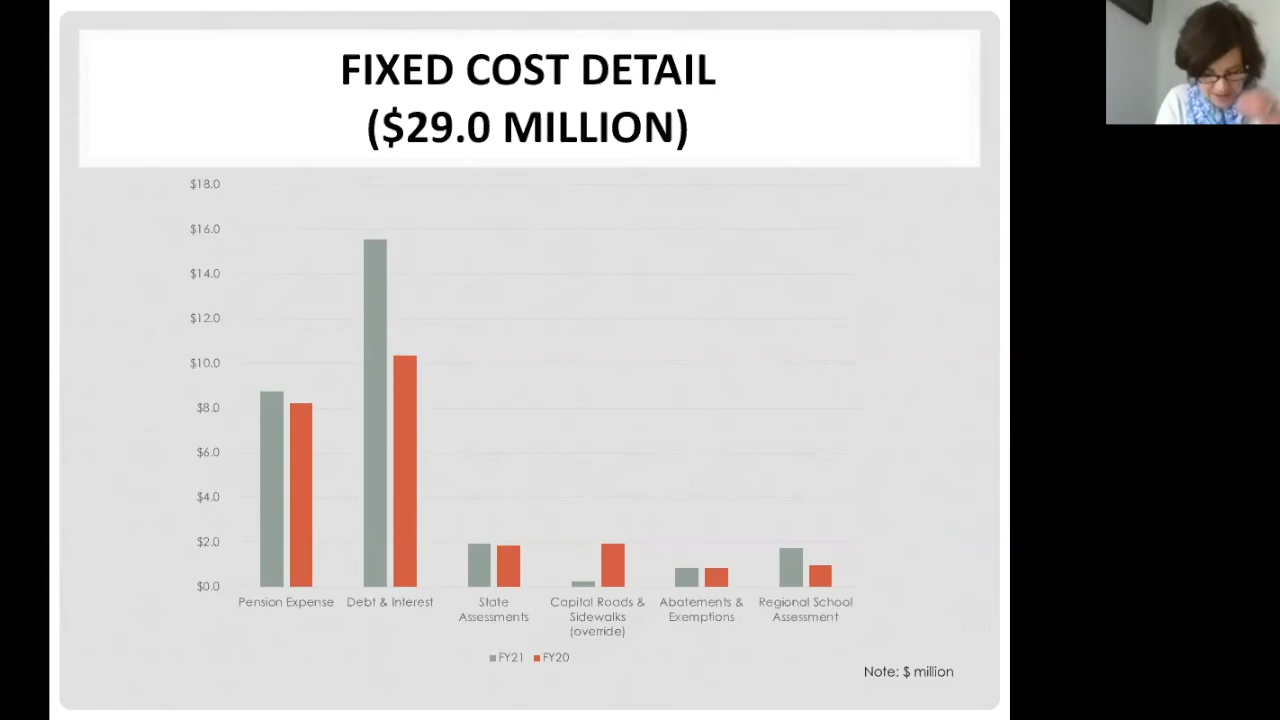 FIXED COST DETAIL
($29.0 MILLION)
$18.0
$16.0
$14.0
$12.0
$10.0
$8.0
$6.0
$4.0
$2.0
$0.0
Pension Expense
Debt & Interest
State
Assessments
Capital Roads &
Sidewalks
(override)
Abatements &
Exemptions
Regional School
Assessment
FY21
FY20
Note: $ million